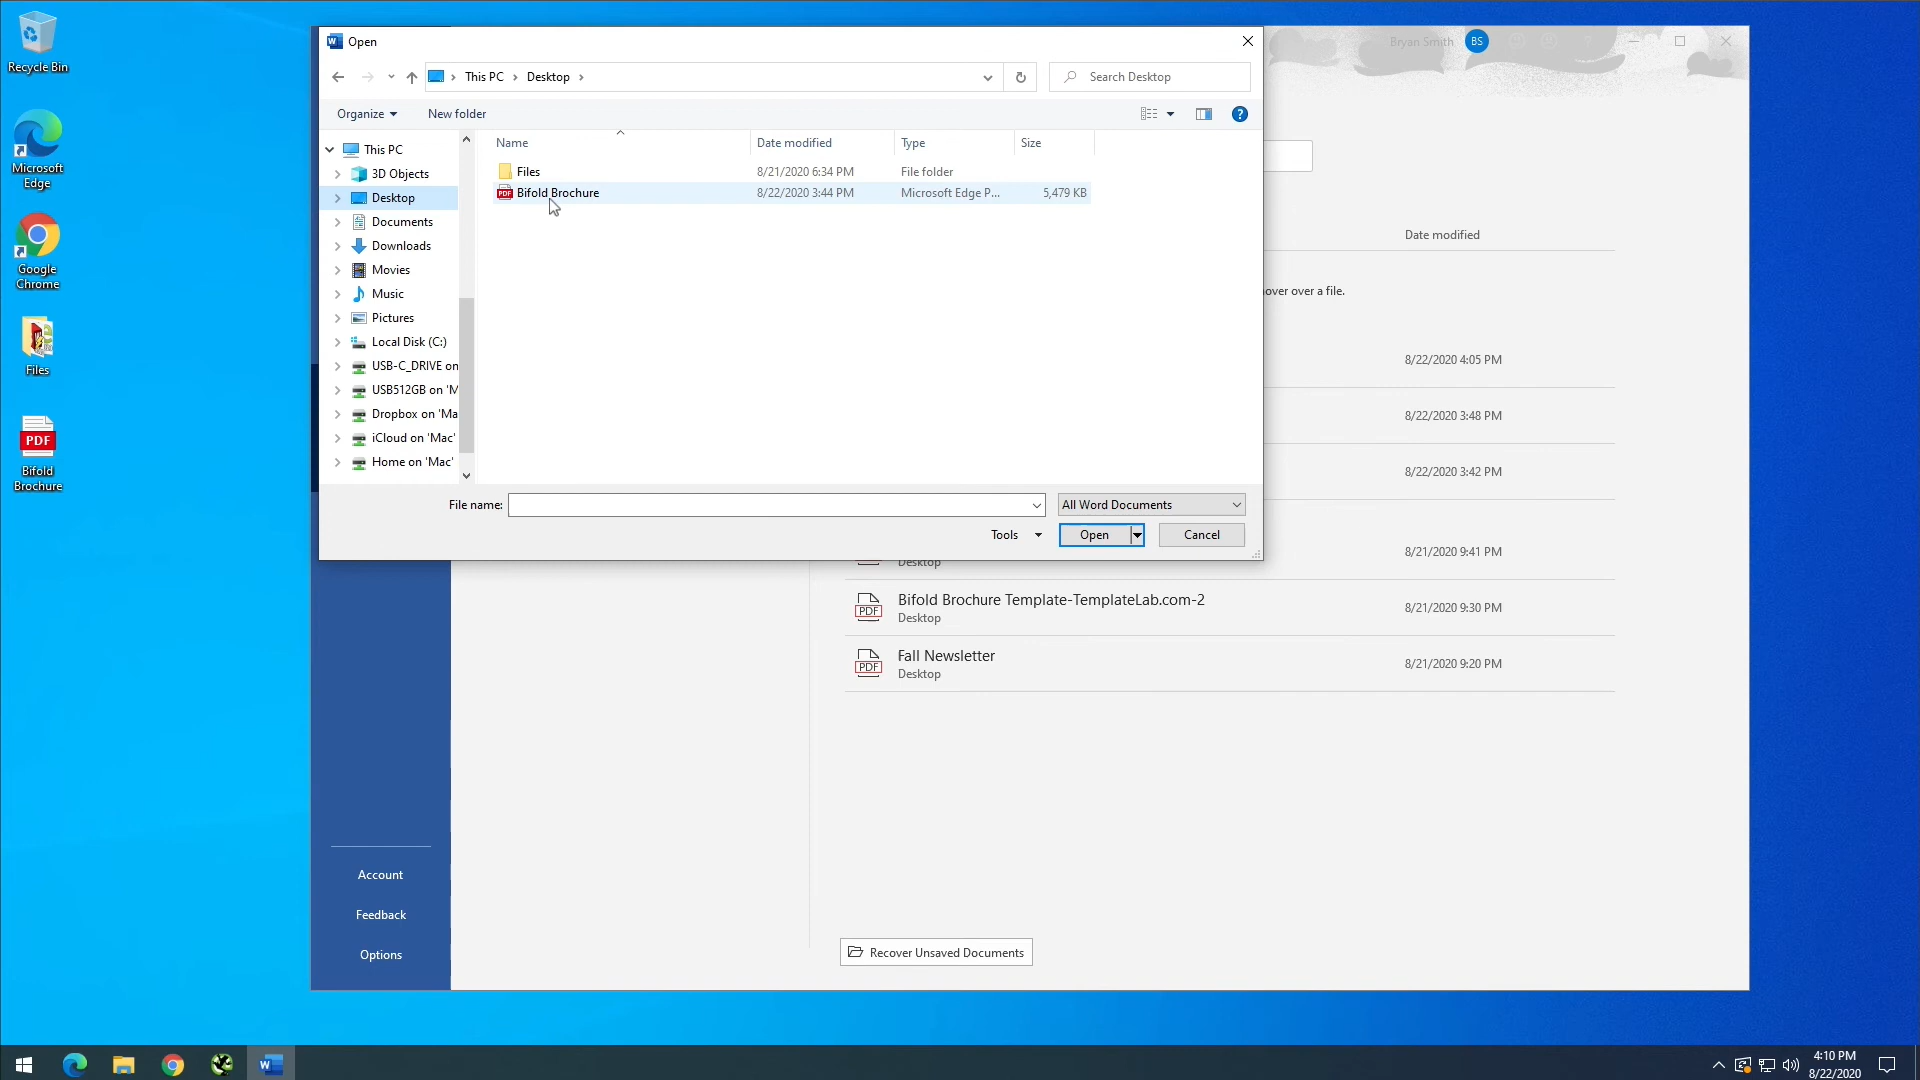 Recycle Bin
Microsoft
Edge
Google
Chrome
Files
PDF
Bifold
Brochure
Open
Bryan Smith
BS
This PC
Desktop
Search Desktop
Organize
New folder
Name
Date modified
Type
Size
Files
8/21/2020 6:34 PM
File folder
PDF
Bifold Brochure
8/22/2020 3:44 PM
Microsoft Edge P...
5,479 KB
This PC
3D Objects
Desktop
Documents
Downloads
Movies
Music
Pictures
Local Disk (C:)
USB-C_DRIVE on
USB512GB on 'M
Dropbox on 'Ma
iCloud on 'Mac'
Home on 'Mac'
File name:
All Word Documents
Tools
Open
Cancel
Date modified
over over a file.
8/22/2020 4:05 PM
8/22/2020 3:48 PM
8/22/2020 3:42 PM
8/21/2020 9:41 PM
Desktop
PDF
Bifold Brochure Template-TemplateLab.com-2
Desktop
8/21/2020 9:30 PM
PDF
Fall Newsletter
Desktop
8/21/2020 9:20 PM
Account
Feedback
Options
Recover Unsaved Documents
4:10 PM
8/22/2020